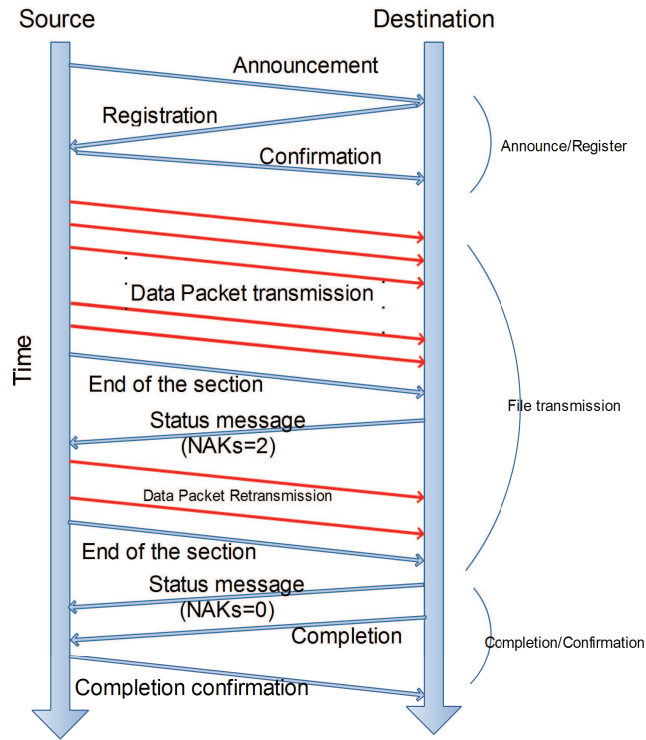 Source
Destination
Announcement
Registration
Announce/Register
Confirmation
Data Packet transmission
Time
End of the section
File transmission
Status message
(NAKs=2)
Data Packet Retransmission
End of the section
Status message
(NAKs=0)
Completion
Completion/Confirmation
Completion confirmation